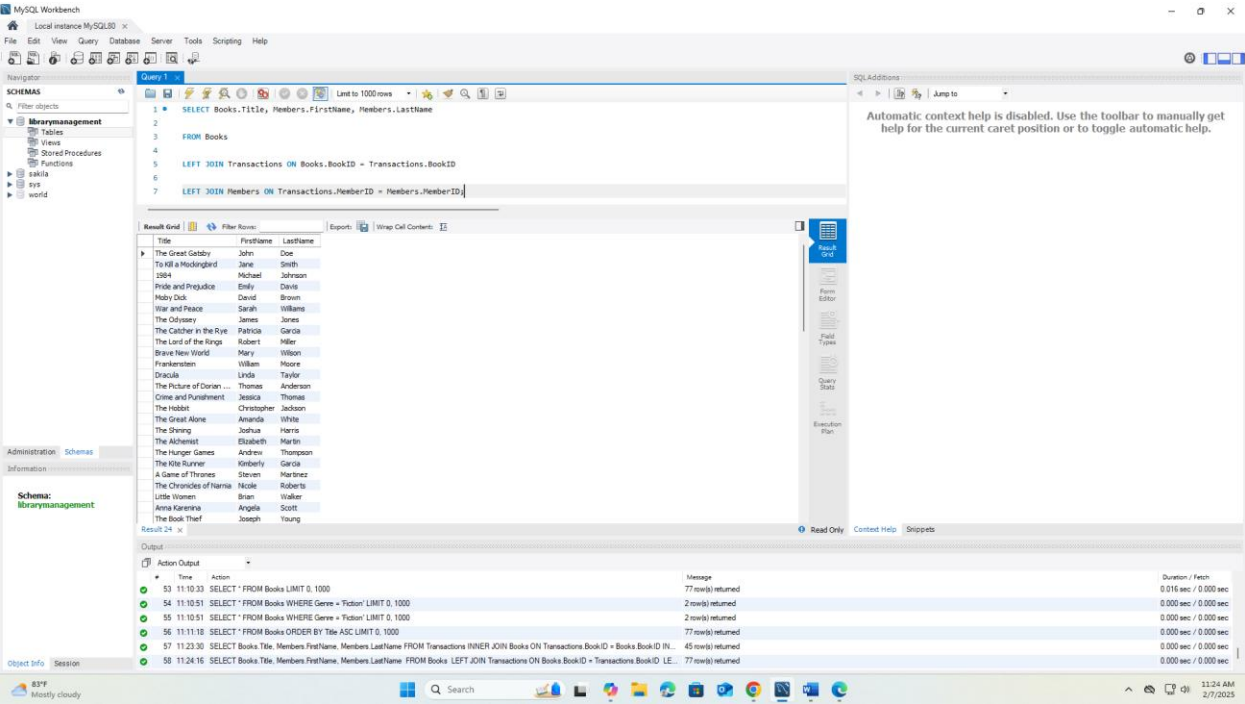 MySQL Workbench
Local instance MySQL80 ×
File Edit View Query Database Server Tools Scripting Help
Navigator
SCHEMAS
Filter objects
librarymanagement
Tables
Views
Stored Procedures
Functions
sakila
sys
world
Administration Schemas
Information
Schema:
librarymanagement
Object Info Session
Query 1 ×
Limit to 1000 rows
1 SELECT Books.Title, Members.FirstName, Members.LastName
2
3 FROM Books
4
5 LEFT JOIN Transactions ON Books.BookID = Transactions.BookID
6
7 LEFT JOIN Members ON Transactions.MemberID = Members.MemberID;
Result Grid Filter Rows: Export: Wrap Cell Content:
Title FirstName LastName
The Great Gatsby John Doe
To Kill a Mockingbird Jane Smith
1984 Michael Johnson
Pride and Prejudice Emily Davis
Moby Dick David Brown
War and Peace Sarah Williams
The Odyssey James Jones
The Catcher in the Rye Patricia Garcia
The Lord of the Rings Robert Miller
Brave New World Mary Wilson
Frankenstein William Moore
Dracula Linda Taylor
The Picture of Dorian ... Thomas Anderson
Crime and Punishment Jessica Thomas
The Hobbit Christopher Jackson
The Great Alone Amanda White
The Shining Joshua Harris
The Alchemist Elizabeth Martin
The Hunger Games Andrew Thompson
The Kite Runner Kimberly Garcia
A Game of Thrones Steven Martinez
The Chronicles of Narnia Nicole Roberts
Little Women Brian Walker
Anna Karenina Angela Scott
The Book Thief Joseph Young
Result
Grid
Form
Editor
Field
Types
Query
Stats
Execution
Plan
Result 24 × Read Only
SQLAdditions
Jump to
Automatic context help is disabled. Use the toolbar to manually get
help for the current caret position or to toggle automatic help.
Context Help Snippets
Output
Action Output
# Time Action Message Duration / Fetch
53 11:10:33 SELECT * FROM Books LIMIT 0, 1000 77 row(s) returned 0.016 sec / 0.000 sec
54 11:10:51 SELECT * FROM Books WHERE Genre = 'Fiction' LIMIT 0, 1000 2 row(s) returned 0.000 sec / 0.000 sec
55 11:10:51 SELECT * FROM Books WHERE Genre = 'Fiction' LIMIT 0, 1000 2 row(s) returned 0.000 sec / 0.000 sec
56 11:11:18 SELECT * FROM Books ORDER BY Title ASC LIMIT 0, 1000 77 row(s) returned 0.000 sec / 0.000 sec
57 11:23:30 SELECT Books.Title, Members.FirstName, Members.LastName FROM Transactions INNER JOIN Books ON Transactions.BookID = Books.BookID IN... 45 row(s) returned 0.000 sec / 0.000 sec
58 11:24:16 SELECT Books.Title, Members.FirstName, Members.LastName FROM Books LEFT JOIN Transactions ON Books.BookID = Transactions.BookID LE... 77 row(s) returned 0.000 sec / 0.000 sec
83°F
Mostly cloudy
Search
11:24 AM
2/7/2025